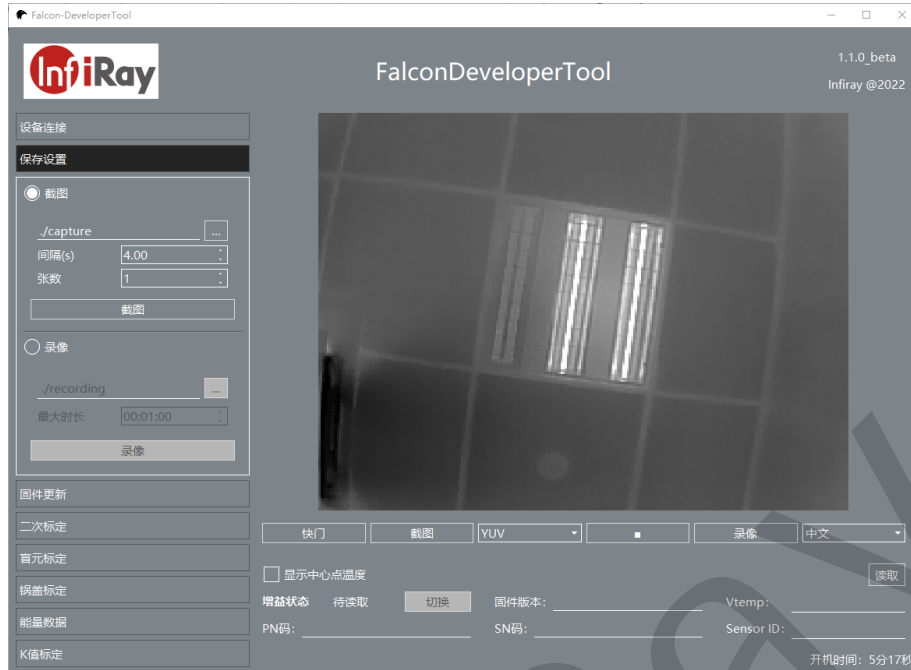 Falcon-DeveloperTool
InfiRay
FalconDeveloperTool
1.1.0_beta
Infiray @2022
设备连接
保存设置
截图
./capture
...
间隔(s)
4.00
张数
1
截图
录像
./recording
...
最大时长
00:01:00
录像
固件更新
二次标定
盲元标定
锅盖标定
能量数据
K值标定
快门
截图
YUV
录像
中文
显示中心点温度
读取
增益状态
待读取
切换
固件版本:
Vtemp:
PN码:
SN码:
Sensor ID:
开机时间: 5分17秒